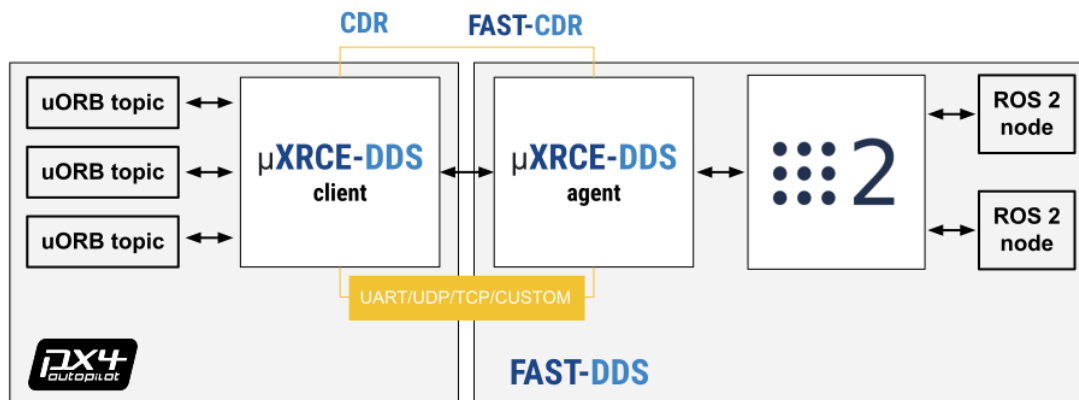 CDR FAST-CDR
uORB topic
uORB topic
uORB topic
µXRCE-DDS
client
µXRCE-DDS
agent
2
ROS 2
node
ROS 2
node
UART/UDP/TCP/CUSTOM
px4
autopilot
FAST-DDS